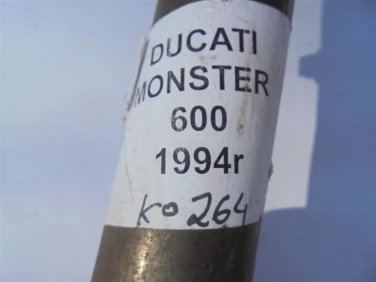 DUCATI
MONSTER
600
1994r
Ko 264